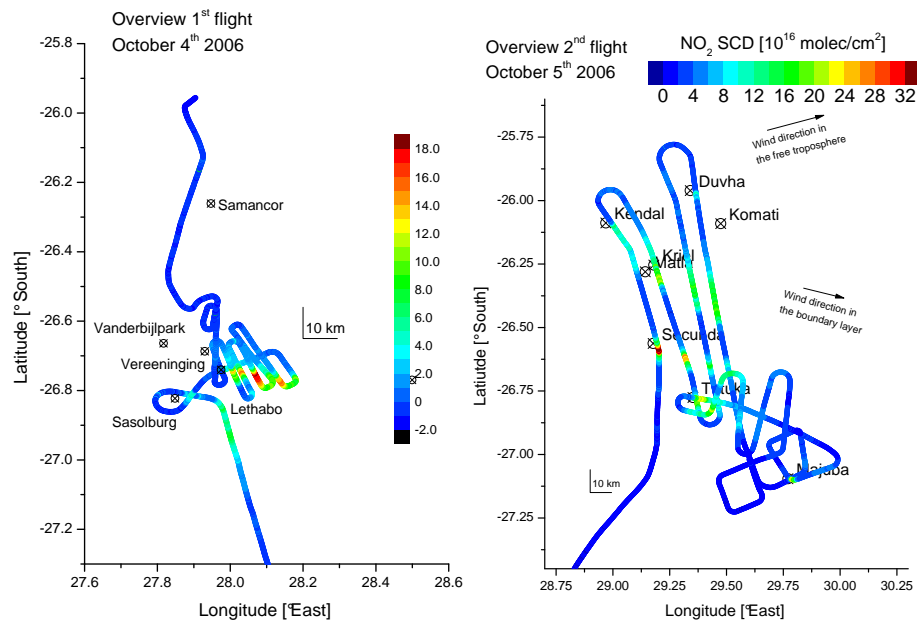 Overview 1st flight
October 4th 2006
-25.8
-26.0
-26.2
-26.4
-26.6
-26.8
-27.0
-27.2
Latitude [° South]
27.6
27.8
28.0
28.2
28.4
28.6
Longitude [°East]
Samancor
Vanderbijlpark
Vereeninging
Lethabo
Sasolburg
10 km
18.0
16.0
14.0
12.0
10.0
8.0
6.0
4.0
2.0
0
-2.0
Overview 2nd flight
October 5th 2006
NO2 SCD [10^16 molec/cm^2]
0 4 8 12 16 20 24 28 32
-25.75
-26.00
-26.25
-26.50
-26.75
-27.00
-27.25
Latiutde [°South]
28.75
29.00
29.25
29.50
29.75
30.00
30.25
Longitude [°East]
Wind direction in
the free troposphere
Duvha
Kendal
Komati
Kriel
Matla
Wind direction in
the boundary layer
Secunda
Tutuka
Majuba
10 km